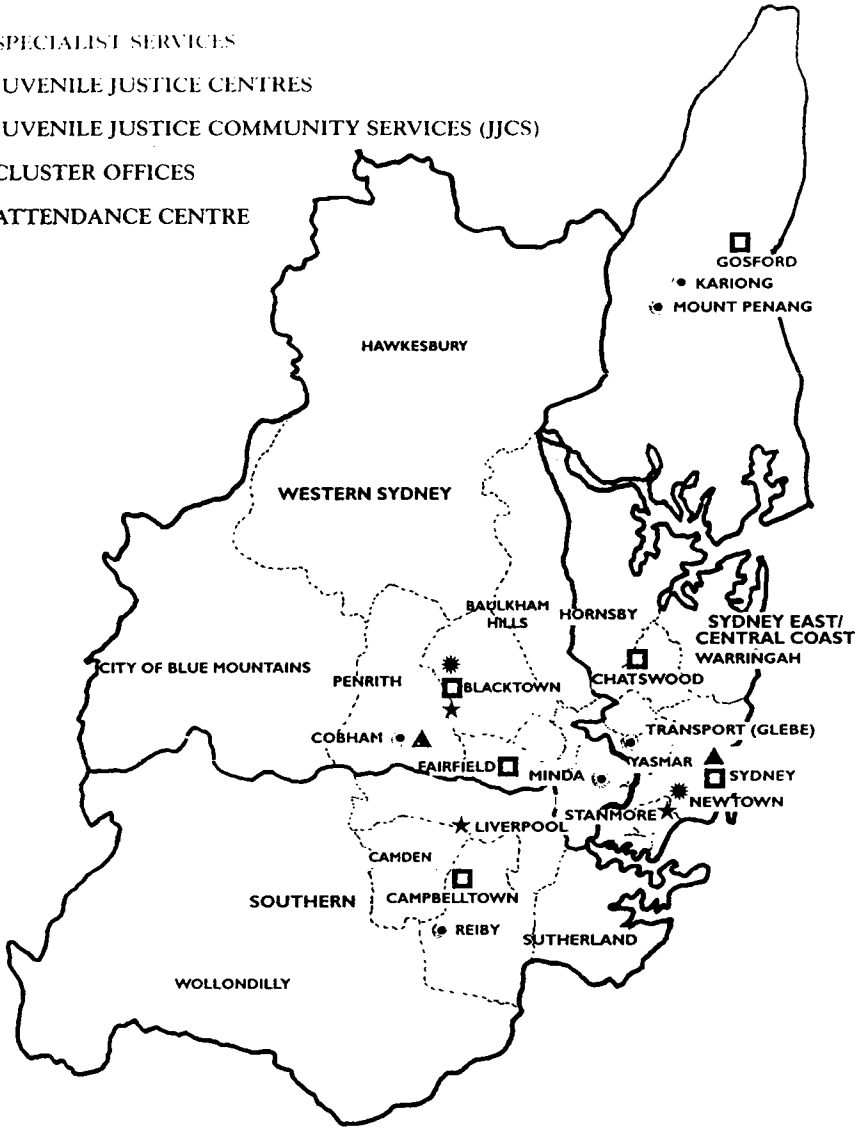 SPECIALIST SERVICES
UVENILE JUSTICE CENTRES
UVENILE JUSTICE COMMUNITY SERVICES (JJCS)
CLUSTER OFFICES
ATTENDANCE CENTRE
GOSFORD
KARIONG
MOUNT PENANG
HAWKESBURY
WESTERN SYDNEY
BAULKHAM
HILLS
HORNSBY
SYDNEY EAST/
CENTRAL COAST
WARRINGAH
CITY OF BLUE MOUNTAINS
PENRITH
BLACKTOWN
CHATSWOOD
COBHAM
TRANSPORT (GLEBE)
FAIRFIELD
MINDA
YASMAR
SYDNEY
NEWTOWN
STANMORE
LIVERPOOL
CAMDEN
CAMPBELLTOWN
SOUTHERN
REIBY
SUTHERLAND
WOLLONDILLY